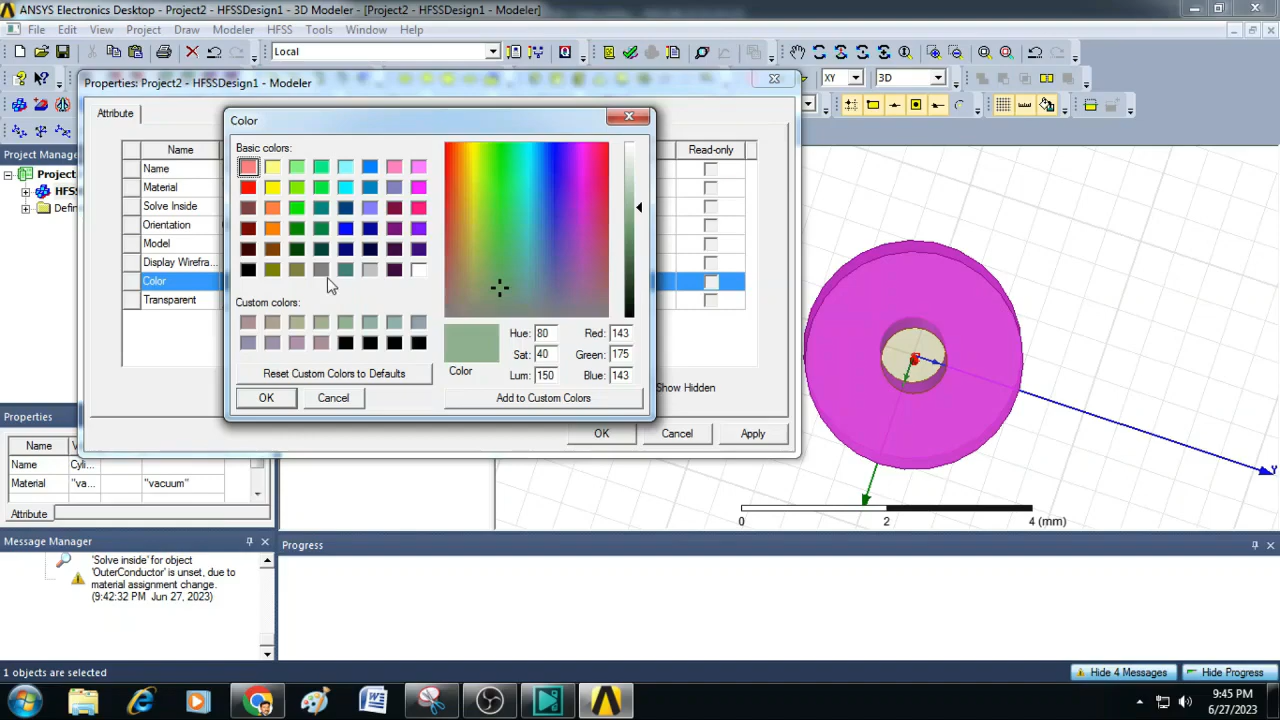 ANSYS Electronics Desktop - Project2 - HFSSDesign1 - 3D Modeler - [Project2 - HFSSDesign1 - Modeler]
File Edit View Project Draw Modeler HFSS Tools Window Help
Local
XY 3D
Properties: Project2 - HFSSDesign1 - Modeler
Attribute
Name Read-only
Name
Material
Solve Inside
Orientation
Model
Display Wirefra...
Color
Transparent
Show Hidden
OK Cancel Apply
Color
Basic colors:
Custom colors:
Reset Custom Colors to Defaults
OK Cancel
Color
Hue: 80 Red: 143
Sat: 40 Green: 175
Lum: 150 Blue: 143
Add to Custom Colors
Project Manager
Project
HFSS
Defin
Properties
Name
Name Cyli...
Material "va... "vacuum"
Attribute
Y
0 2 4 (mm)
Message Manager
'Solve inside' for object
'OuterConductor' is unset, due to
material assignment change.
(9:42:32 PM Jun 27, 2023)
Progress
1 objects are selected
Hide 4 Messages Hide Progress
9:45 PM
6/27/2023